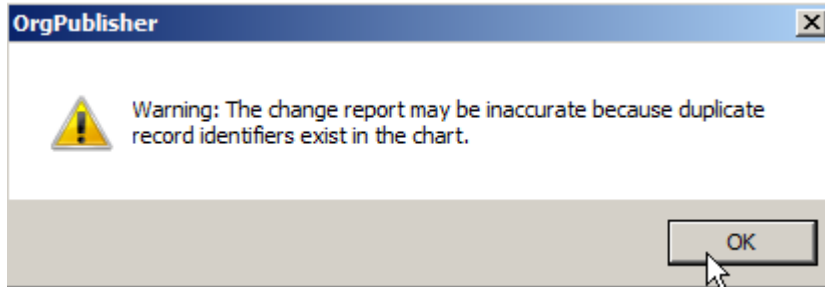 OrgPublisher
Warning: The change report may be inaccurate because duplicate
record identifiers exist in the chart.
OK